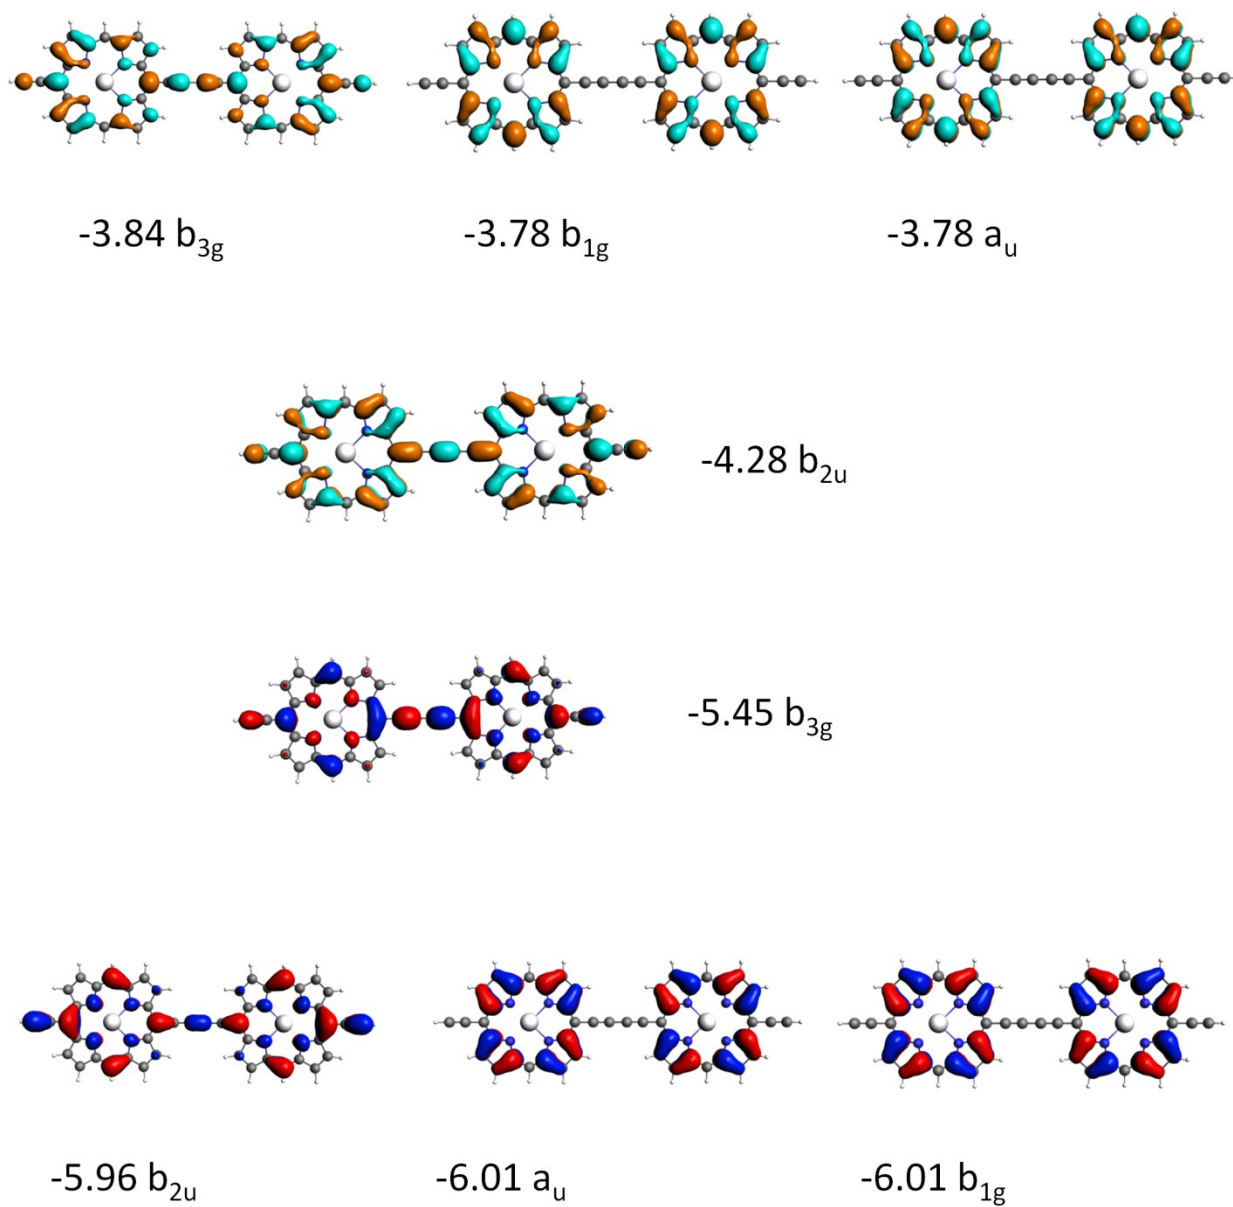 -3.84 b₃g -3.78 b₁g -3.78 aᵤ
-4.28 b₂ᵤ
-5.45 b₃g
-5.96 b₂ᵤ -6.01 aᵤ -6.01 b₁g